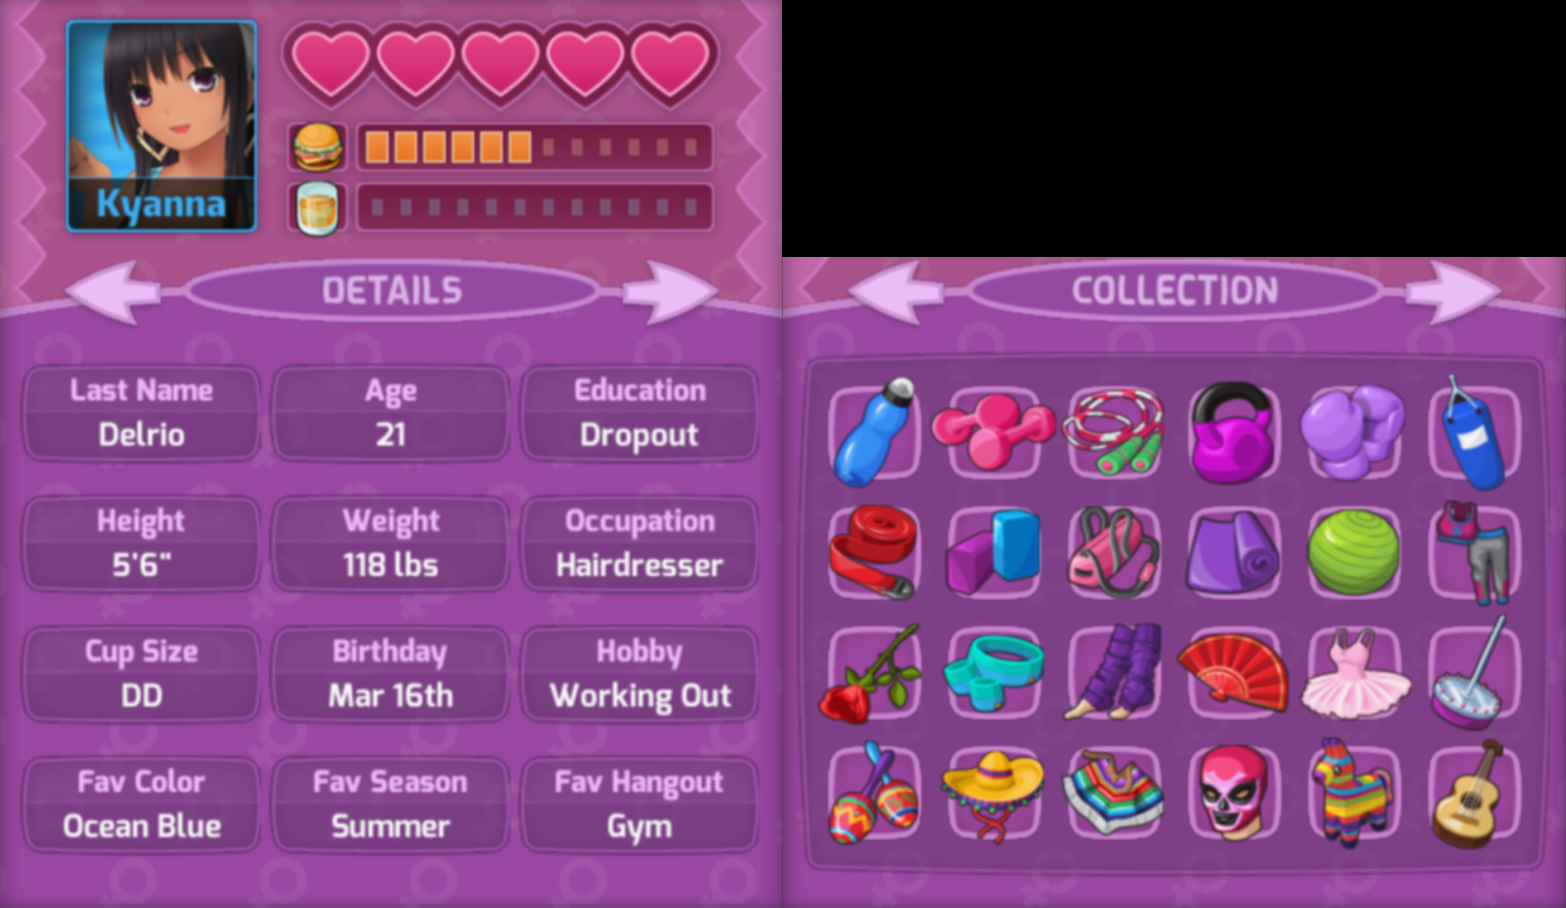 Kyanna
DETAILS
Last Name
Delrio
Age
21
Education
Dropout
Height
5'6"
Weight
118 lbs
Occupation
Hairdresser
Cup Size
DD
Birthday
Mar 16th
Hobby
Working Out
Fav Color
Ocean Blue
Fav Season
Summer
Fav Hangout
Gym
COLLECTION